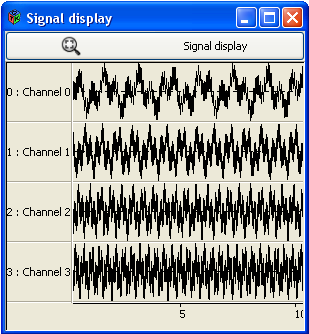 Signal display
Signal display
0 : Channel 0
1 : Channel 1
2 : Channel 2
3 : Channel 3
5